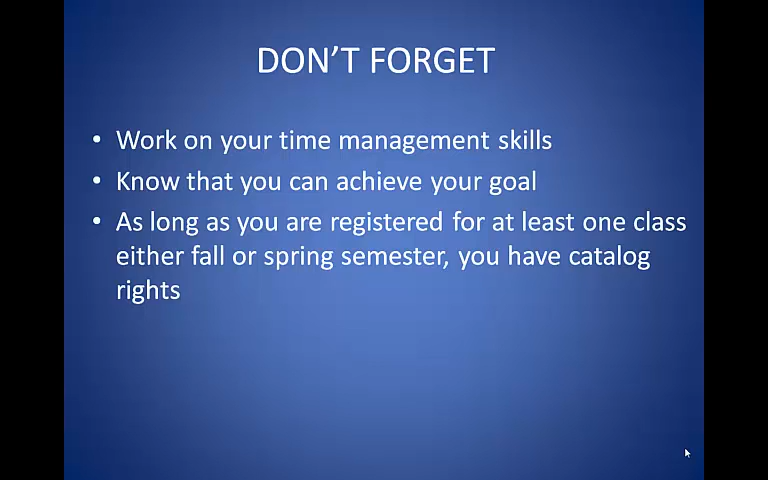 DON’T FORGET
• Work on your time management skills
• Know that you can achieve your goal
• As long as you are registered for at least one class
either fall or spring semester, you have catalog
rights